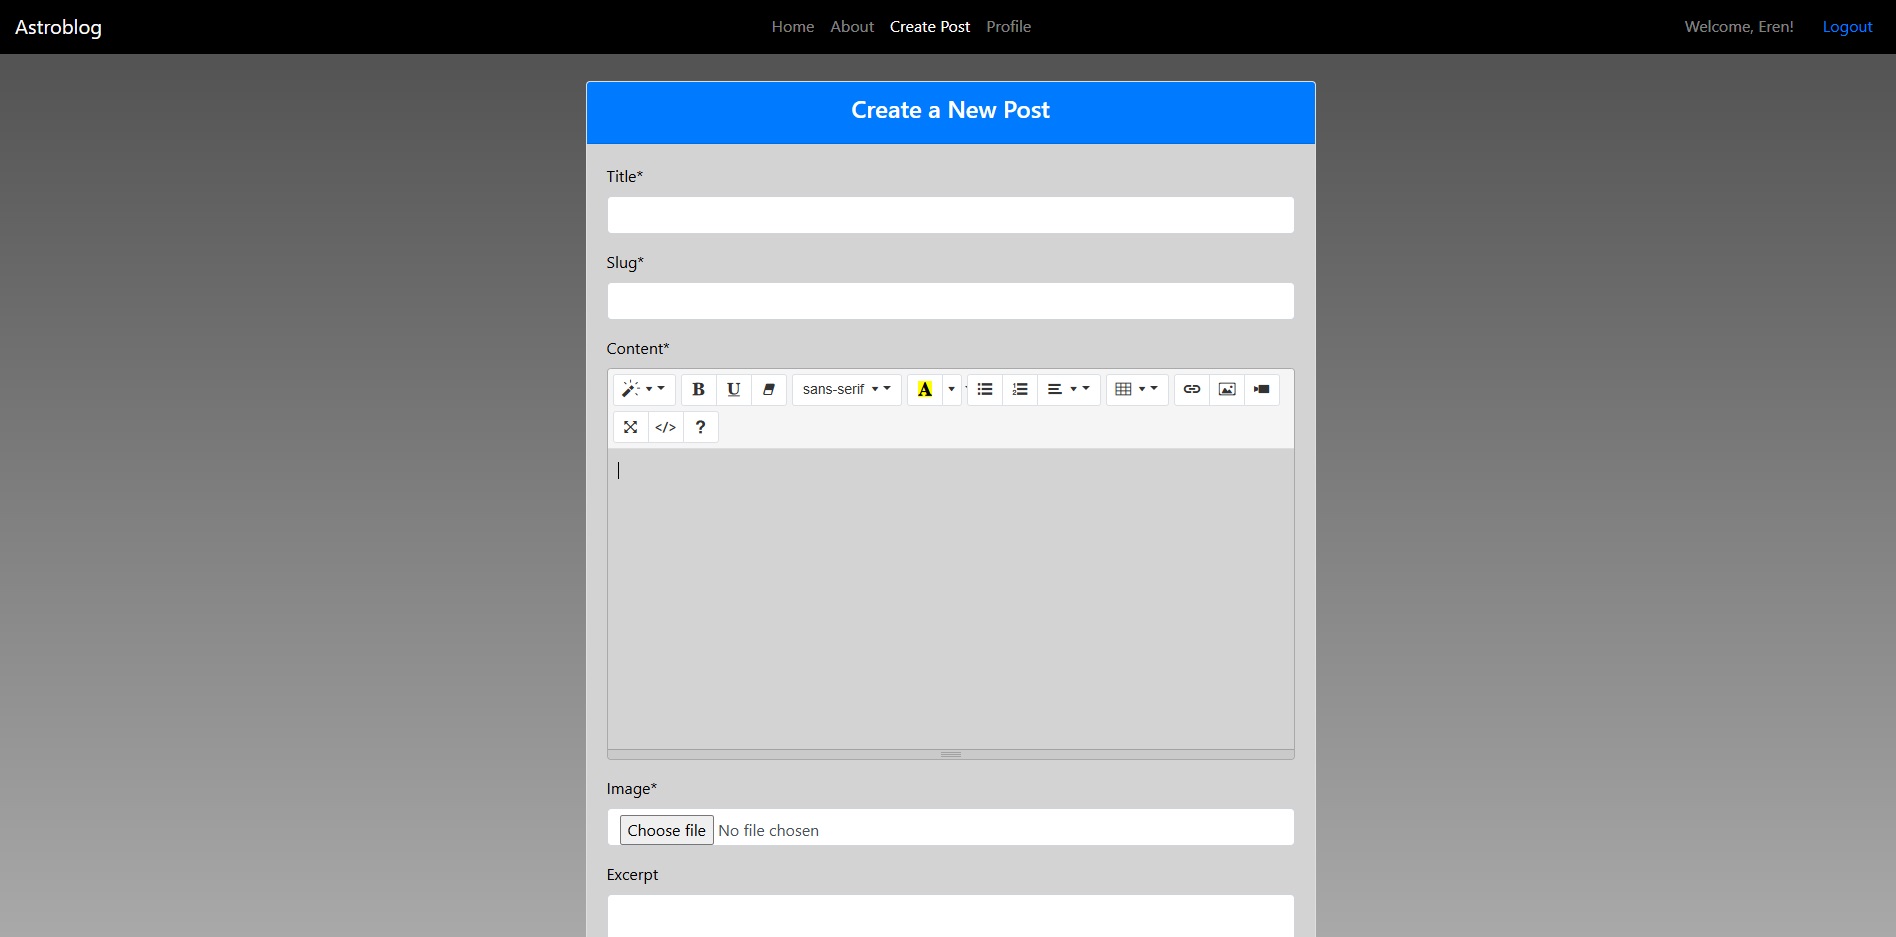 Astroblog Home About Create Post Profile Welcome, Eren! Logout
Create a New Post
Title*
Slug*
Content*
B U sans-serif A
</> ?
Image*
Choose file No file chosen
Excerpt